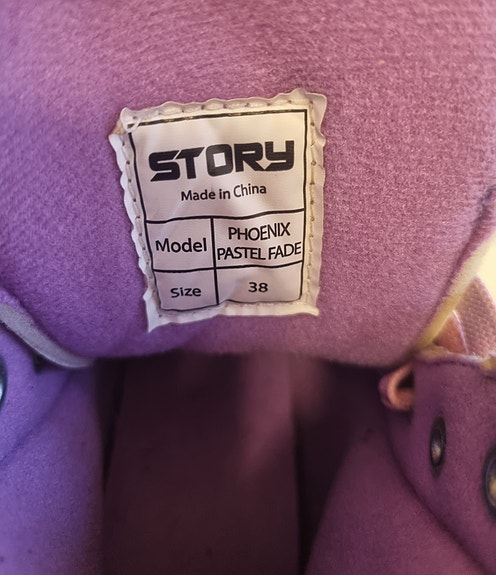 STORY
Made in China
Model PHOENIX
PASTEL FADE
Size 38